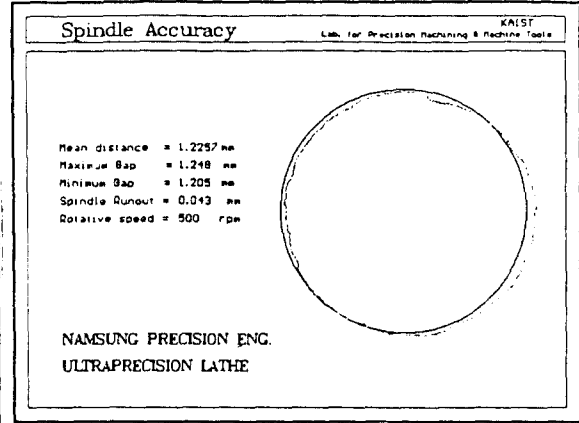 Spindle Accuracy
KAIST
Lab. for Precision Machining & Machine Tools
Mean distance = 1.2257 mm
Maximum Gap = 1.248 mm
Minimum Gap = 1.205 mm
Spindle Runout = 0.043 mm
Rotative speed = 500 rpm
NAMSUNG PRECISION ENG.
ULTRAPRECISION LATHE